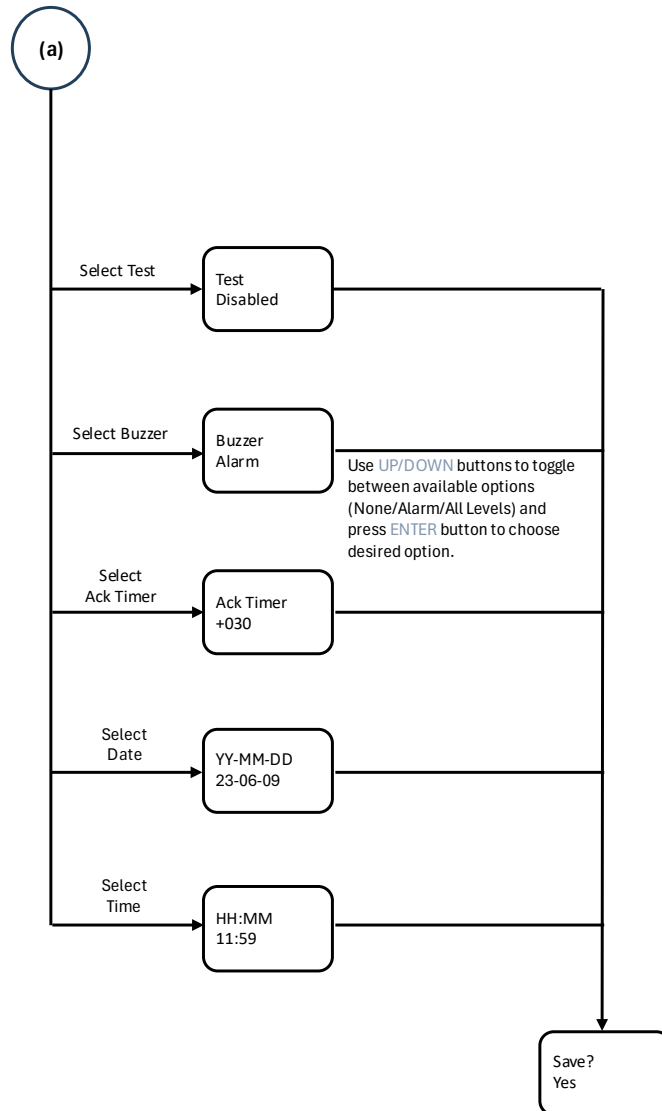 (a)
Select Test
Test
Disabled
Select Buzzer
Buzzer
Alarm
Use UP/DOWN buttons to toggle
between available options
(None/Alarm/All Levels) and
press ENTER button to choose
desired option.
Select
Ack Timer
Ack Timer
+030
Select
Date
YY-MM-DD
23-06-09
Select
Time
HH:MM
11:59
Save?
Yes